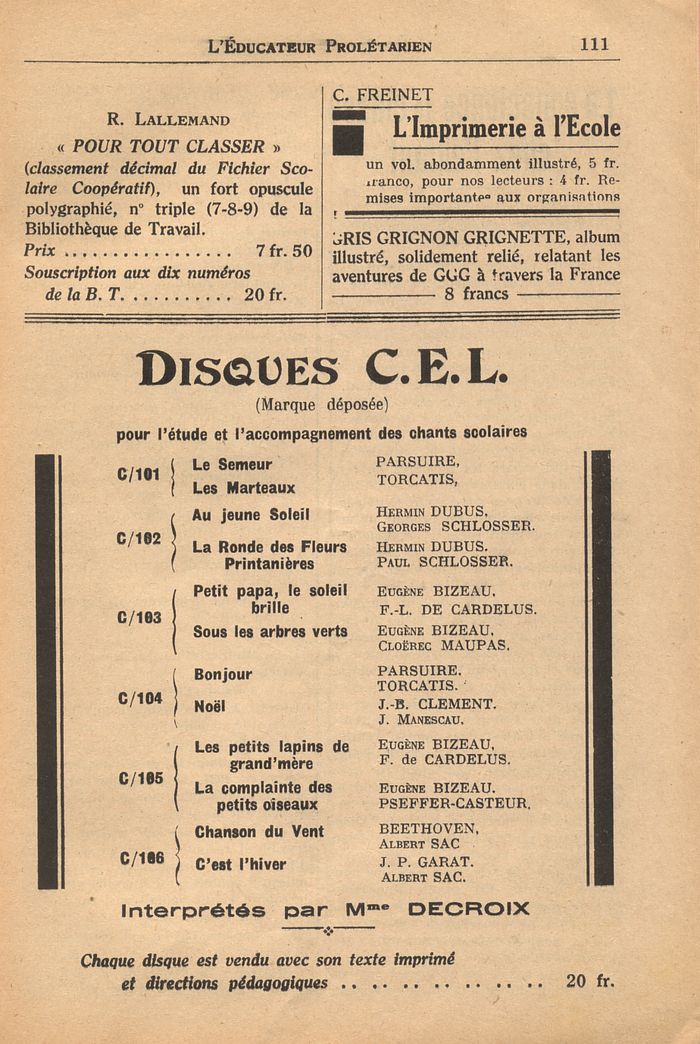 L'Éducateur Prolétarien 111
R. Lallemand
« POUR TOUT CLASSER »
(classement décimal du Fichier Sco-
laire Coopératif), un fort opuscule
polygraphié, n° triple (7-8-9) de la
Bibliothèque de Travail.
Prix ................. 7 fr. 50
Souscription aux dix numéros
de la B. T. .......... 20 fr.
C. FREINET
L'Imprimerie à l'Ecole
un vol. abondamment illustré, 5 fr.
franco, pour nos lecteurs : 4 fr. Re-
mises importantes aux organisations
GRIS GRIGNON GRIGNETTE, album
illustré, solidement relié, relatant les
aventures de GGG à travers la France
8 francs
DISQUES C.E.L.
(Marque déposée)
pour l'étude et l'accompagnement des chants scolaires
C/101 Le Semeur PARSUIRE,
Les Marteaux TORCATIS,
C/102 Au jeune Soleil Hermin DUBUS,
Georges SCHLOSSER.
La Ronde des Fleurs Hermin DUBUS.
Printanières Paul SCHLOSSER.
C/103 Petit papa, le soleil Eugène BIZEAU,
brille F.-L. DE CARDELUS.
Sous les arbres verts Eugène BIZEAU,
Cloërec MAUPAS.
C/104 Bonjour PARSUIRE.
TORCATIS.
Noël J.-B. CLEMENT.
J. Manescau.
C/105 Les petits lapins de Eugène BIZEAU,
grand'mère F. de CARDELUS.
La complainte des Eugène BIZEAU.
petits oiseaux PSEFFER-CASTEUR.
C/106 Chanson du Vent BEETHOVEN,
Albert SAC
C'est l'hiver J. P. GARAT.
Albert SAC.
Interprétés par Mme DECROIX
Chaque disque est vendu avec son texte imprimé
et directions pédagogiques .. .. .. .. .. .. .. .. 20 fr.